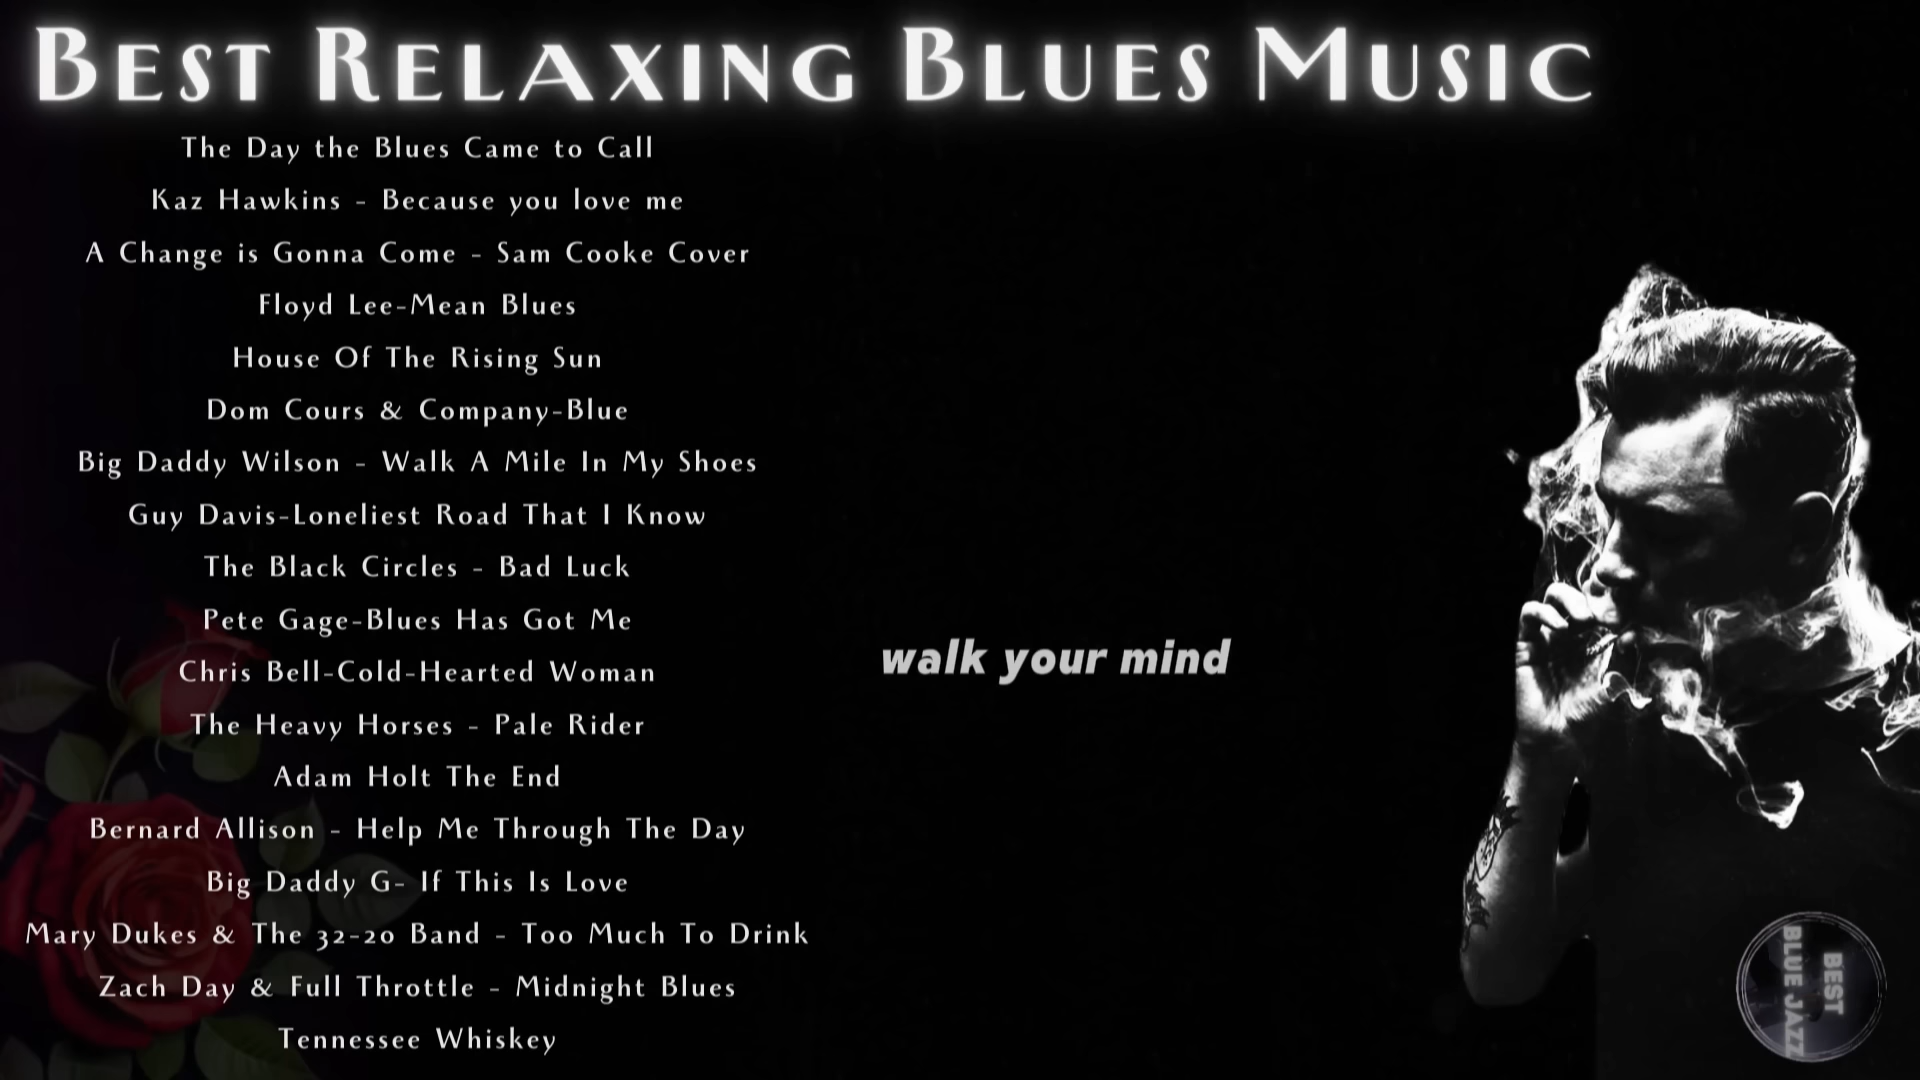 Best Relaxing Blues Music
The Day the Blues Came to Call
Kaz Hawkins - Because you love me
A Change is Gonna Come - Sam Cooke Cover
Floyd Lee-Mean Blues
House Of The Rising Sun
Dom Cours & Company-Blue
Big Daddy Wilson - Walk A Mile In My Shoes
Guy Davis-Loneliest Road That I Know
The Black Circles - Bad Luck
Pete Gage-Blues Has Got Me
Chris Bell-Cold-Hearted Woman
The Heavy Horses - Pale Rider
Adam Holt The End
Bernard Allison - Help Me Through The Day
Big Daddy G- If This Is Love
Mary Dukes & The 32-20 Band - Too Much To Drink
Zach Day & Full Throttle - Midnight Blues
Tennessee Whiskey
walk your mind
BEST
BLUE JAZZ